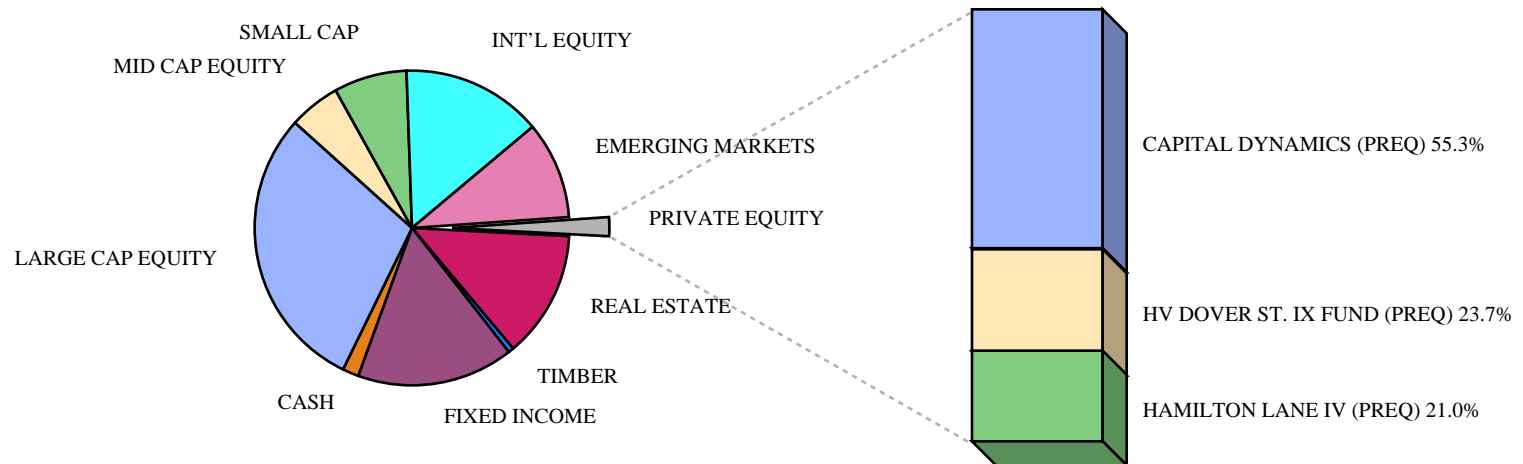 SMALL CAP
INT'L EQUITY
MID CAP EQUITY
EMERGING MARKETS
CAPITAL DYNAMICS (PREQ) 55.3%
PRIVATE EQUITY
LARGE CAP EQUITY
REAL ESTATE
HV DOVER ST. IX FUND (PREQ) 23.7%
TIMBER
CASH
FIXED INCOME
HAMILTON LANE IV (PREQ) 21.0%